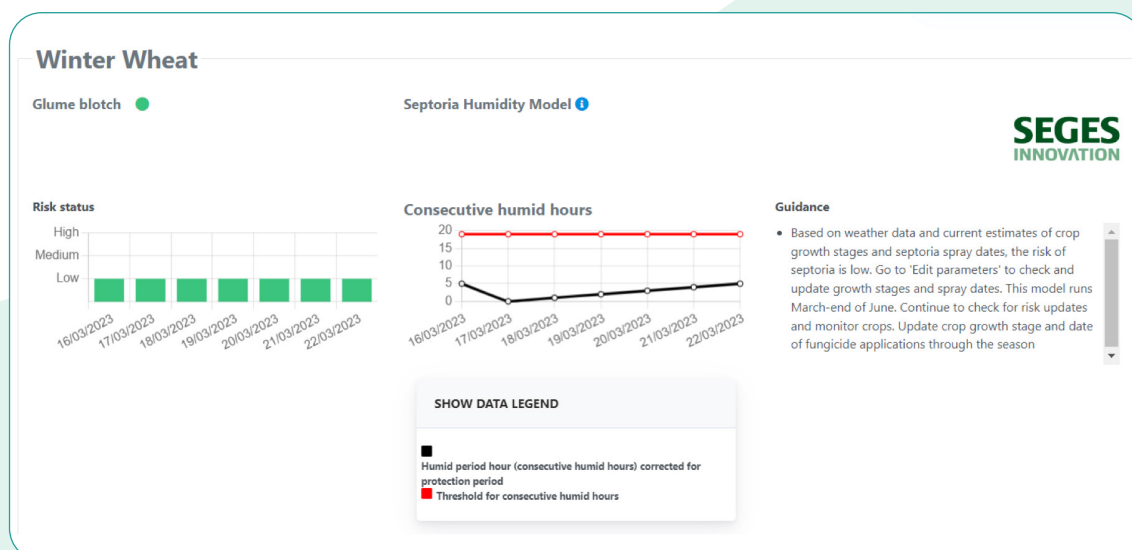 Winter Wheat
Glume blotch
Septoria Humidity Model
SEGES
INNOVATION
Risk status
High
Medium
Low
16/03/2023
17/03/2023
18/03/2023
19/03/2023
20/03/2023
21/03/2023
22/03/2023
Consecutive humid hours
20
15
10
5
0
16/03/2023
17/03/2023
18/03/2023
19/03/2023
20/03/2023
21/03/2023
22/03/2023
Guidance
• Based on weather data and current estimates of crop
growth stages and septoria spray dates, the risk of
septoria is low. Go to 'Edit parameters' to check and
update growth stages and spray dates. This model runs
March-end of June. Continue to check for risk updates
and monitor crops. Update crop growth stage and date
of fungicide applications through the season
SHOW DATA LEGEND
Humid period hour (consecutive humid hours) corrected for
protection period
Threshold for consecutive humid hours